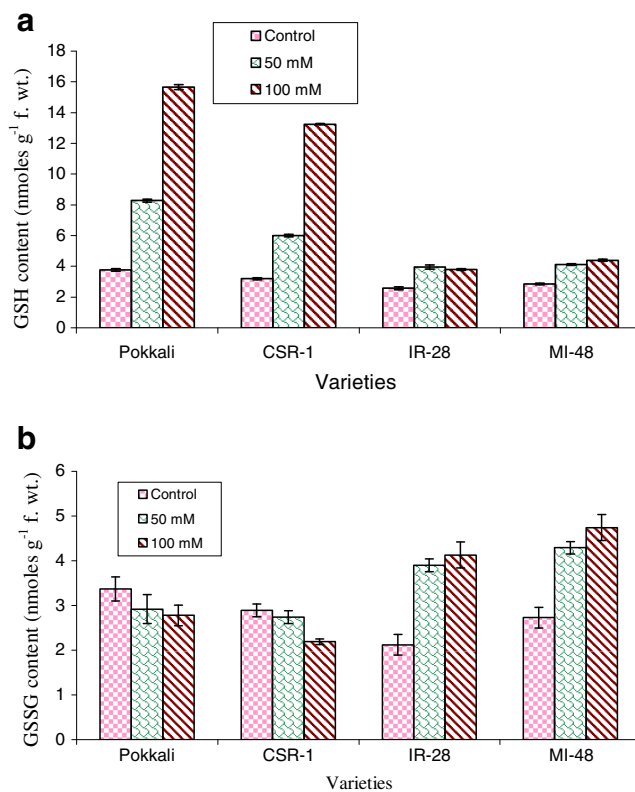 a
Control
50 mM
100 mM
18
16
14
12
10
8
6
4
2
0
GSH content (nmoles g-1 f. wt.)
Pokkali CSR-1 IR-28 MI-48
Varieties
b
Control
50 mM
100 mM
6
5
4
3
2
1
0
GSSG content (nmoles g-1 f. wt.)
Pokkali CSR-1 IR-28 MI-48
Varieties